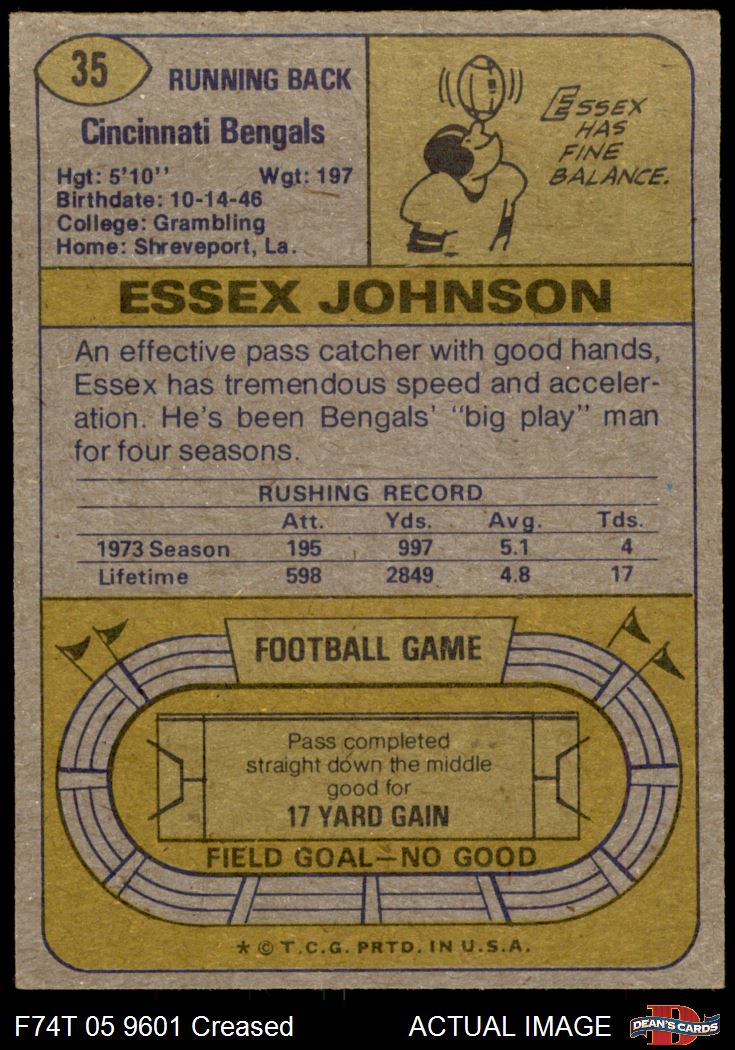 35
RUNNING BACK
Cincinnati Bengals
Hgt: 5'10'' Wgt: 197
Birthdate: 10-14-46
College: Grambling
Home: Shreveport, La.
ESSEX
HAS
FINE
BALANCE.
ESSEX JOHNSON
An effective pass catcher with good hands,
Essex has tremendous speed and acceler-
ation. He's been Bengals' "big play" man
for four seasons.
RUSHING RECORD
Att. Yds. Avg. Tds.
1973 Season 195 997 5.1 4
Lifetime 598 2849 4.8 17
FOOTBALL GAME
Pass completed
straight down the middle
good for
17 YARD GAIN
FIELD GOAL—NO GOOD
* © T.C.G. PRTD. IN U.S.A.
F74T 05 9601 Creased ACTUAL IMAGE
D
DEAN'S CARDS